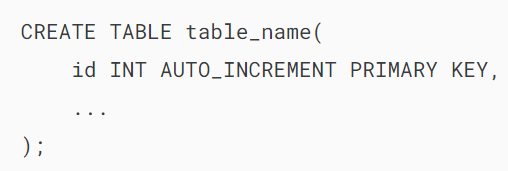 CREATE TABLE table_name(
    id INT AUTO_INCREMENT PRIMARY KEY,
    ...
);